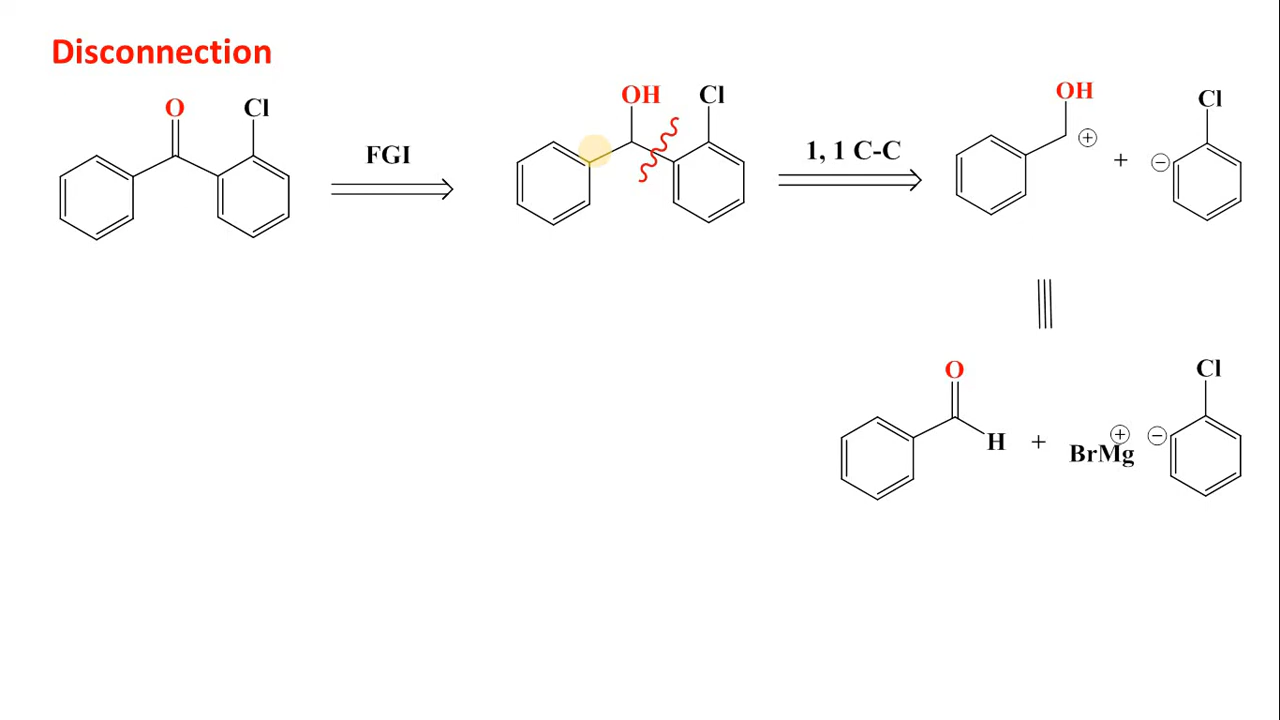 Disconnection
O Cl
FGI
OH Cl
1, 1 C-C
OH
⊕
+
⊖
Cl
O
H
+
BrMg
⊕
⊖
Cl